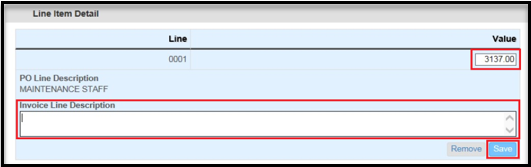 Line Item Detail
Line Value
0001 3137.00
PO Line Description
MAINTENANCE STAFF
Invoice Line Description
Remove Save